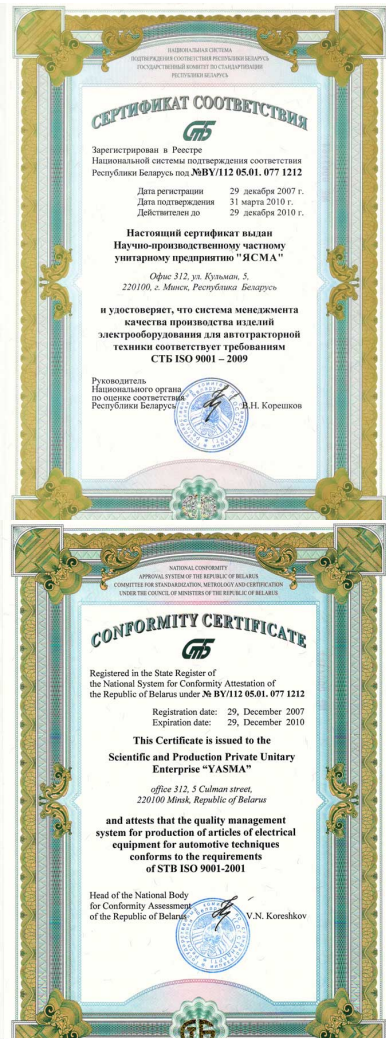 НАЦИОНАЛЬНАЯ СИСТЕМА
ПОДТВЕРЖДЕНИЯ СООТВЕТСТВИЯ РЕСПУБЛИКИ БЕЛАРУСЬ
ГОСУДАРСТВЕННЫЙ КОМИТЕТ ПО СТАНДАРТИЗАЦИИ
РЕСПУБЛИКИ БЕЛАРУСЬ
СЕРТИФИКАТ СООТВЕТСТВИЯ
СТБ
Зарегистрирован в Реестре
Национальной системы подтверждения соответствия
Республики Беларусь под №BY/112 05.01. 077 1212
Дата регистрации 29 декабря 2007 г.
Дата подтверждения 31 марта 2010 г.
Действителен до 29 декабря 2010 г.
Настоящий сертификат выдан
Научно-производственному частному
унитарному предприятию "ЯСМА"
Офис 312, ул. Кульман, 5,
220100, г. Минск, Республика Беларусь
и удостоверяет, что система менеджмента
качества производства изделий
электрооборудования для автотракторной
техники соответствует требованиям
СТБ ISO 9001 – 2009
Руководитель
Национального органа
по оценке соответствия
Республики Беларусь В.Н. Корешков
NATIONAL CONFORMITY
APPROVAL SYSTEM OF THE REPUBLIC OF BELARUS
COMMITTEE FOR STANDARDIZATION, METROLOGY AND CERTIFICATION
UNDER THE COUNCIL OF MINISTERS OF THE REPUBLIC OF BELARUS
CONFORMITY CERTIFICATE
СТБ
Registered in the State Register of
the National System for Conformity Attestation of
the Republic of Belarus under № BY/112 05.01. 077 1212
Registration date: 29, December 2007
Expiration date: 29, December 2010
This Certificate is issued to the
Scientific and Production Private Unitary
Enterprise “YASMA”
office 312, 5 Culman street,
220100 Minsk, Republic of Belarus
and attests that the quality management
system for production of articles of electrical
equipment for automotive techniques
conforms to the requirements
of STB ISO 9001-2001
Head of the National Body
for Conformity Assessment
of the Republic of Belarus V.N. Koreshkov